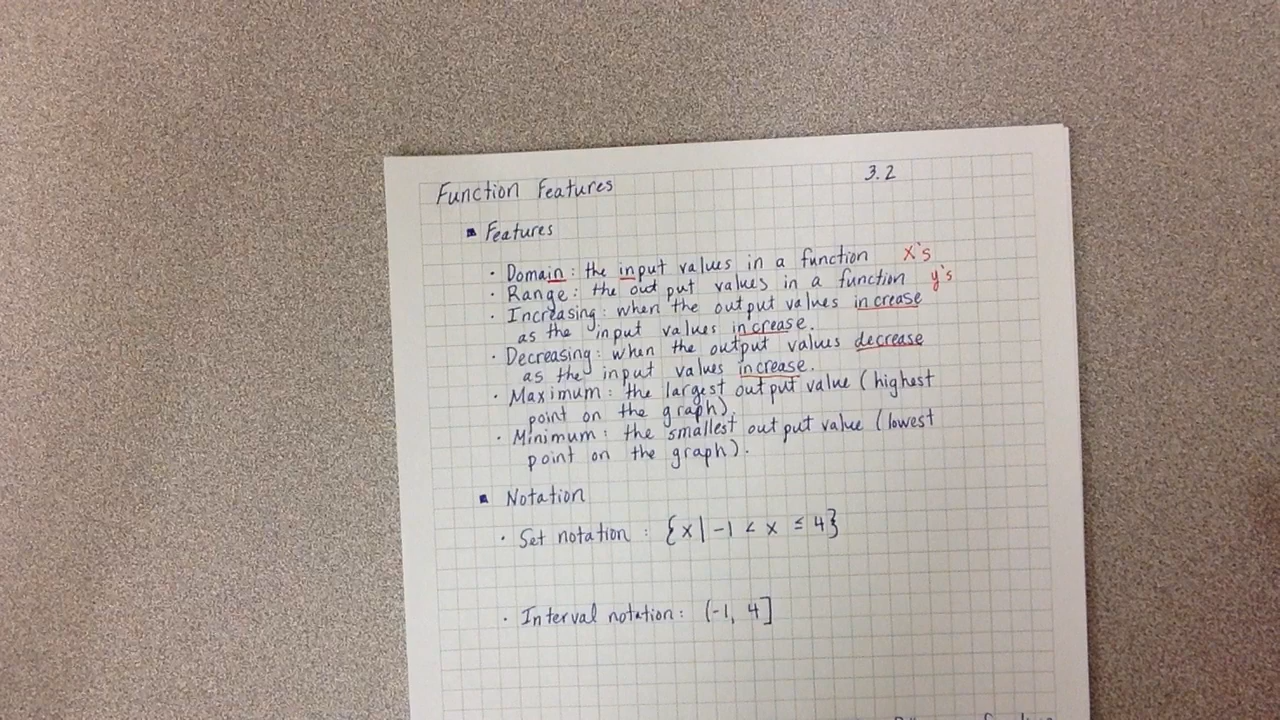 Function Features 3.2
▪ Features
· Domain: the input values in a function x's
· Range: the output values in a function y's
· Increasing: when the output values increase
as the input values increase.
· Decreasing: when the output values decrease
as the input values increase.
· Maximum: the largest output value (highest
point on the graph).
· Minimum: the smallest output value (lowest
point on the graph).
▪ Notation
· Set notation: {x| -1 < x ≤ 4}
· Interval notation: (-1, 4]